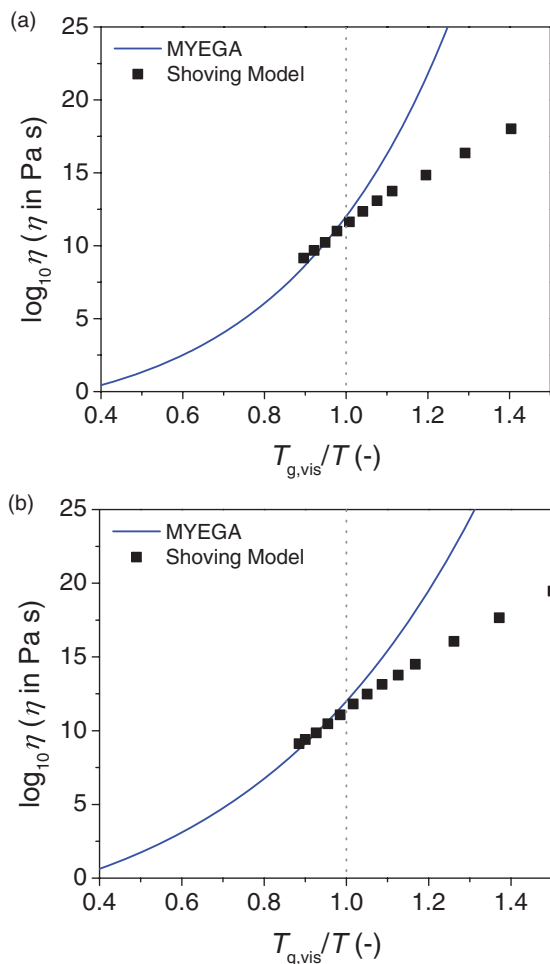 (a)
MYEGA
Shoving Model
log₁₀ η (η in Pa s)
25
20
15
10
5
0
0.4 0.6 0.8 1.0 1.2 1.4
T_g,vis/T (-)
(b)
MYEGA
Shoving Model
log₁₀ η (η in Pa s)
25
20
15
10
5
0
0.4 0.6 0.8 1.0 1.2 1.4
T_g,vis/T (-)